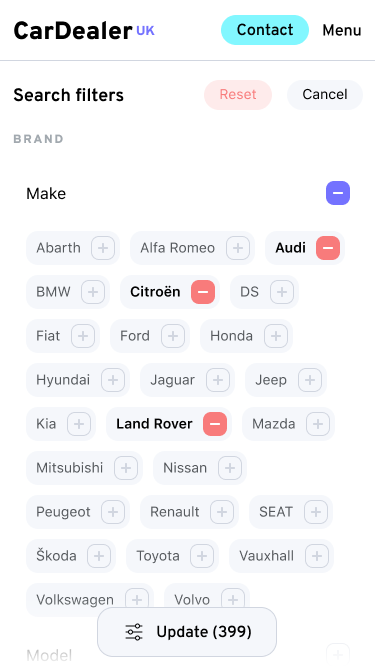 CarDealer UK Contact Menu
Search filters Reset Cancel
BRAND
Make
Abarth Alfa Romeo Audi
BMW Citroën DS
Fiat Ford Honda
Hyundai Jaguar Jeep
Kia Land Rover Mazda
Mitsubishi Nissan
Peugeot Renault SEAT
Škoda Toyota Vauxhall
Volkswagen Volvo
Update (399)
Model